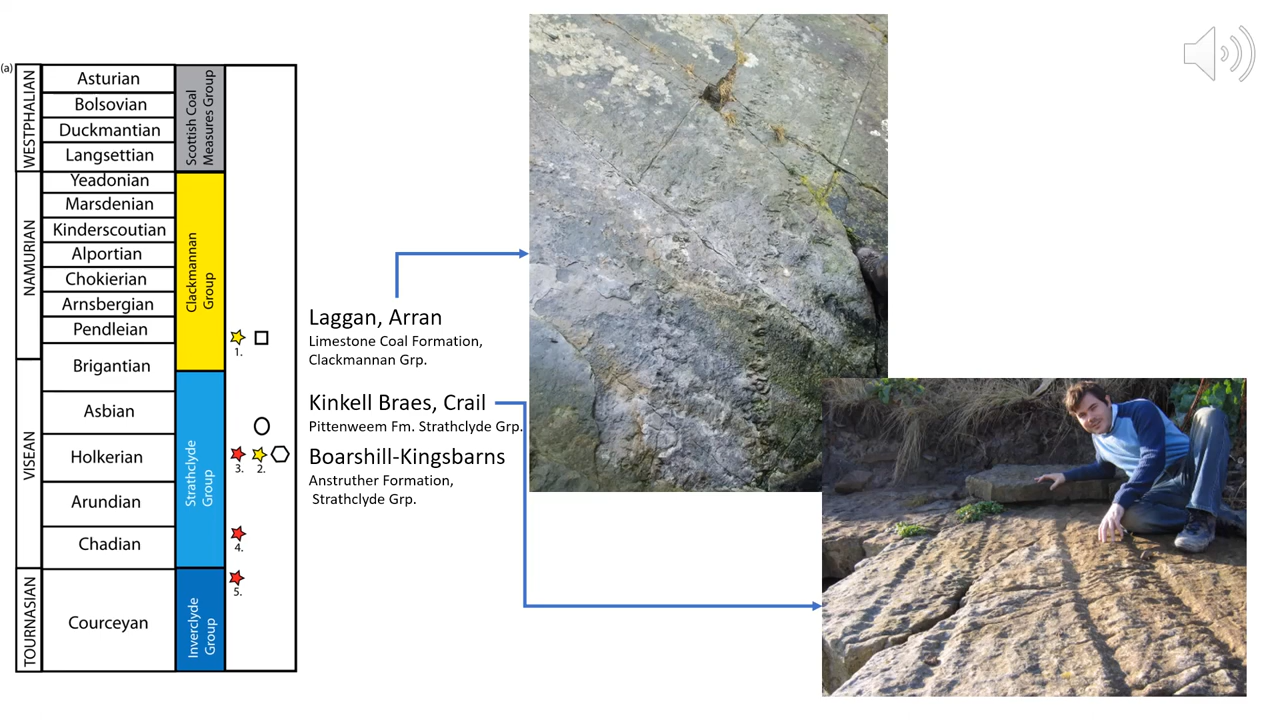 (a)
WESTPHALIAN
Asturian
Bolsovian
Duckmantian
Langsettian
Scottish Coal
Measures Group
NAMURIAN
Yeadonian
Marsdenian
Kinderscoutian
Alportian
Chokierian
Arnsbergian
Pendleian
Brigantian
Clackmannan
Group
1.
VISEAN
Asbian
Holkerian
Arundian
Chadian
Strathclyde
Group
3.
2.
4.
TOURNASIAN
Courceyan
Inverclyde
Group
5.
Laggan, Arran
Limestone Coal Formation,
Clackmannan Grp.
Kinkell Braes, Crail
Pittenweem Fm. Strathclyde Grp.
Boarshill-Kingsbarns
Anstruther Formation,
Strathclyde Grp.